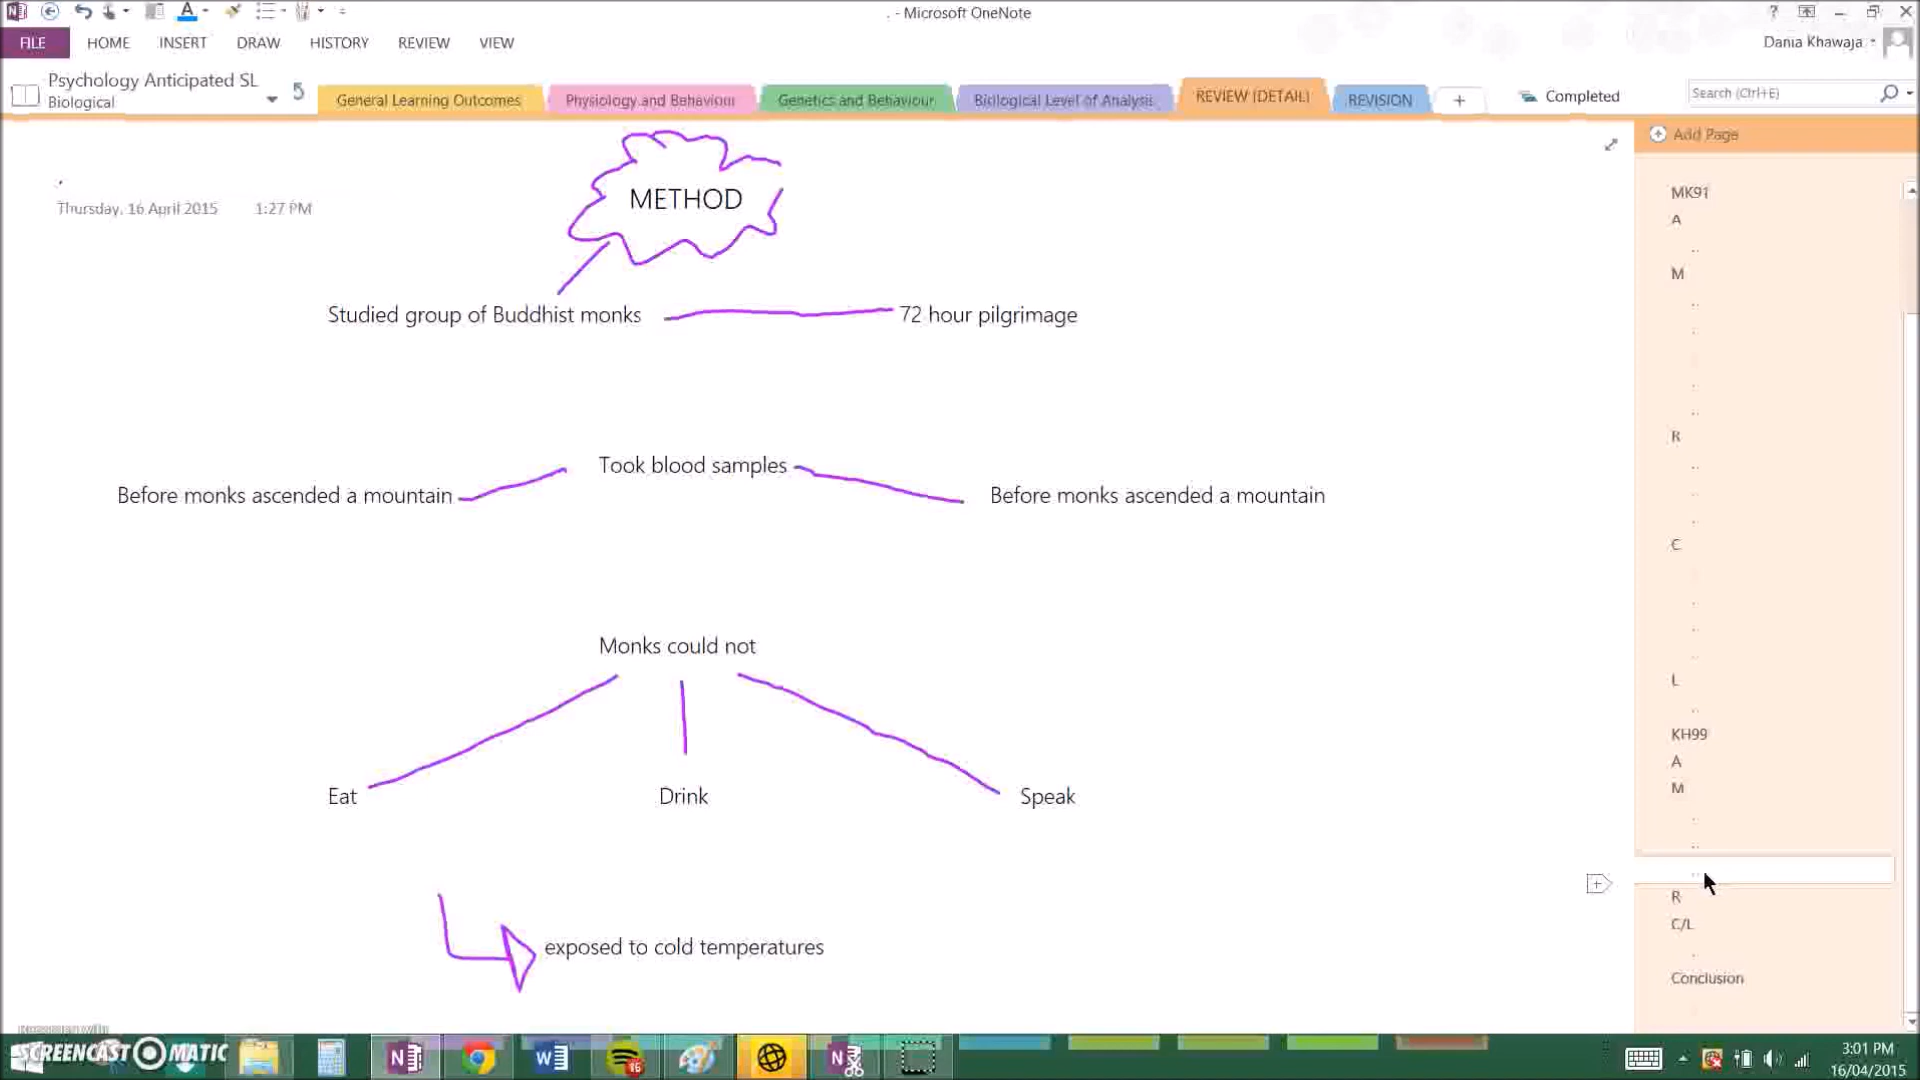 . - Microsoft OneNote
FILE HOME INSERT DRAW HISTORY REVIEW VIEW
Dania Khawaja
Psychology Anticipated SL
Biological
General Learning Outcomes
Physiology and Behaviour
Genetics and Behaviour
Biological Level of Analysis
REVIEW (DETAIL)
REVISION
Completed
Search (Ctrl+E)
Add Page
.
Thursday, 16 April 2015 1:27 PM
METHOD
Studied group of Buddhist monks
72 hour pilgrimage
Took blood samples
Before monks ascended a mountain
Before monks ascended a mountain
Monks could not
Eat
Drink
Speak
exposed to cold temperatures
MK91
A
..
M
..
.
..
..
R
..
..
..
C
..
..
..
L
..
KH99
A
M
.
..
..
R
C/L
.
Conclusion
SCREENCAST MATIC
16
3:01 PM
16/04/2015